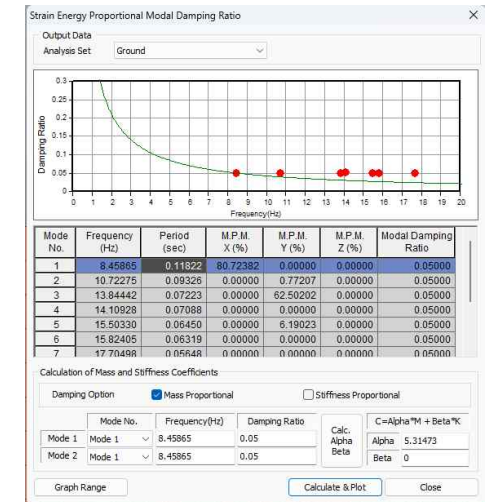 Strain Energy Proportional Modal Damping Ratio
Output Data
Analysis Set Ground
0.3
0.25
0.2
0.15
0.1
0.05
0
Damping Ratio
0 1 2 3 4 5 6 7 8 9 10 11 12 13 14 15 16 17 18 19 20
Frequency(Hz)
Mode No. Frequency (Hz) Period (sec) M.P.M. X (%) M.P.M. Y (%) M.P.M. Z (%) Modal Damping Ratio
1 8.45865 0.11822 80.72382 0.00000 0.00000 0.05000
2 10.72275 0.09326 0.00000 0.77207 0.00000 0.05000
3 13.84442 0.07223 0.00000 62.50202 0.00000 0.05000
4 14.10928 0.07088 0.00000 0.00000 0.00000 0.05000
5 15.50330 0.06450 0.00000 6.19023 0.00000 0.05000
6 15.82405 0.06319 0.00000 0.00000 0.00000 0.05000
7 17.70498 0.05648 0.00000 0.00000 0.00000 0.05000
Calculation of Mass and Stiffness Coefficients
Damping Option Mass Proportional Stiffness Proportional
Mode No. Frequency(Hz) Damping Ratio
Mode 1 Mode 1 8.45865 0.05
Mode 2 Mode 1 8.45865 0.05
Calc. Alpha Beta
C=Alpha*M + Beta*K
Alpha 5.31473
Beta 0
Graph Range Calculate & Plot Close